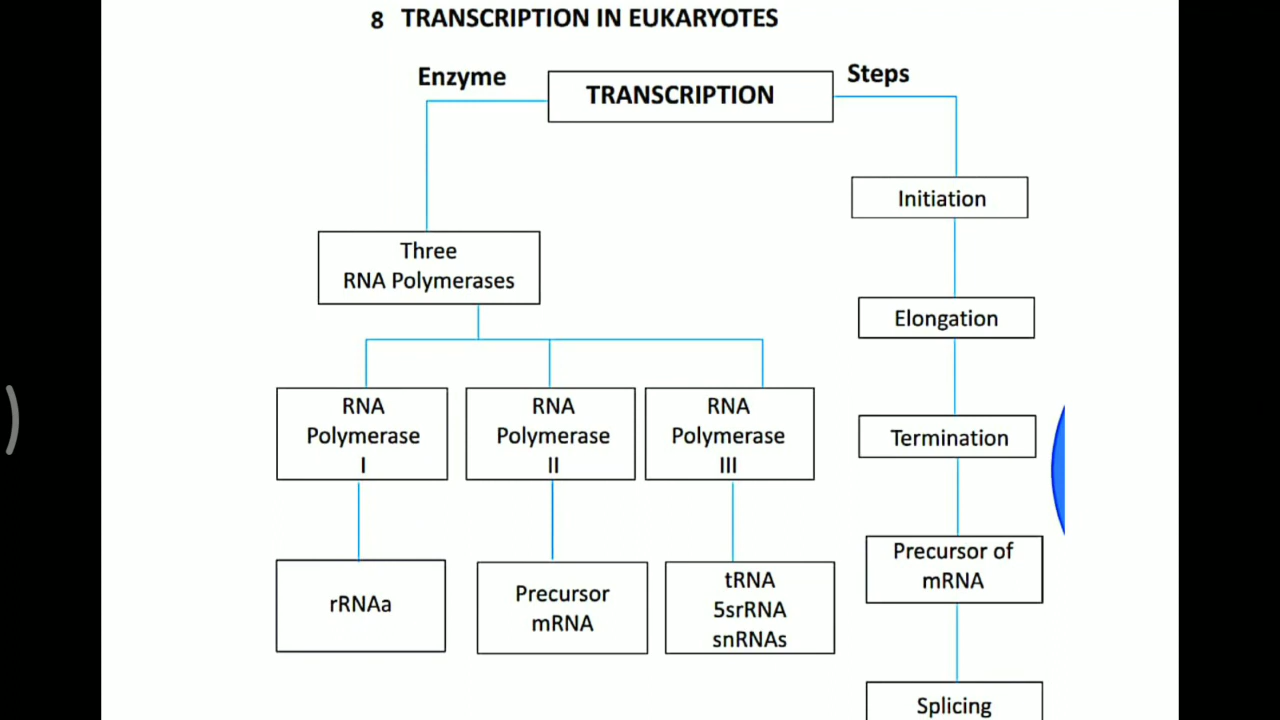 8 TRANSCRIPTION IN EUKARYOTES
Enzyme
TRANSCRIPTION
Steps
Initiation
Three
RNA Polymerases
Elongation
RNA
Polymerase
I
RNA
Polymerase
II
RNA
Polymerase
III
Termination
Precursor of
mRNA
rRNAa
Precursor
mRNA
tRNA
5srRNA
snRNAs
Splicing